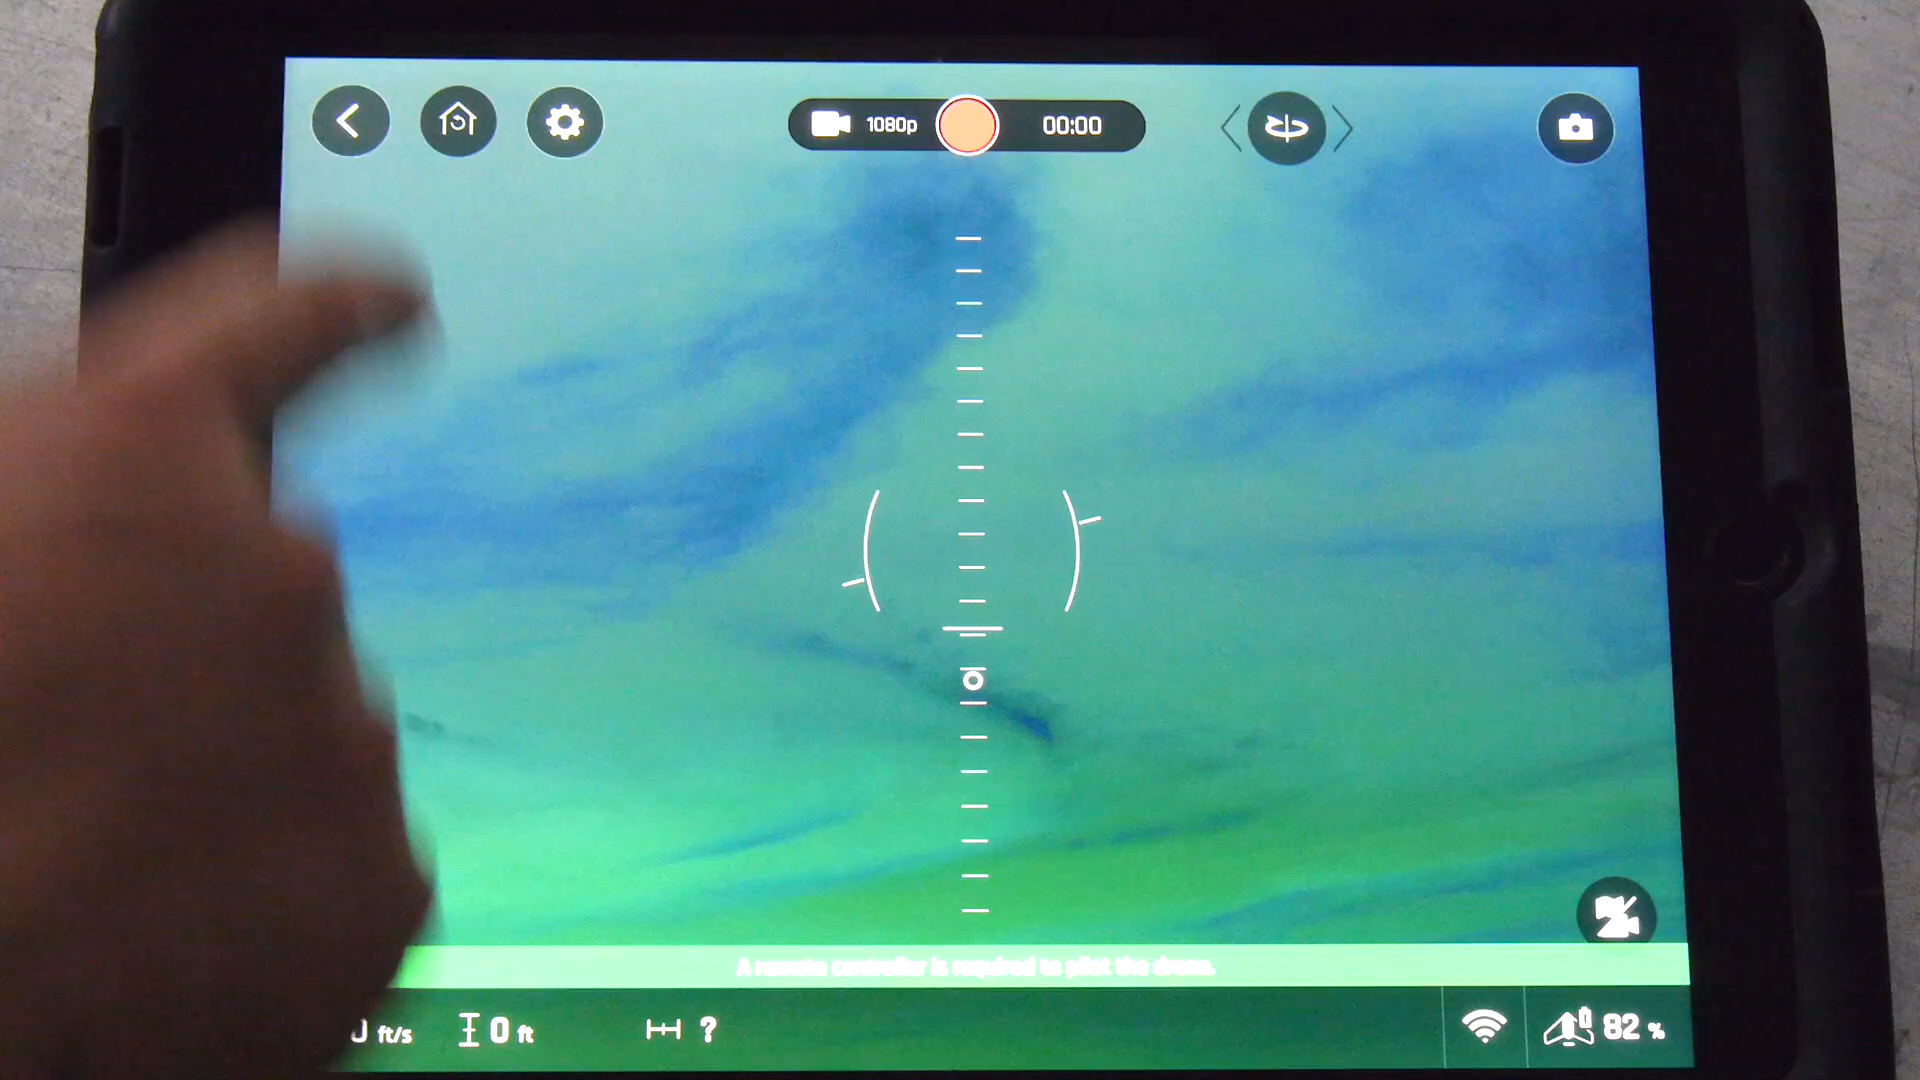 1080p 00:00
A remote controller is required to pilot the drone.
ft/s 0 ft ? 82 %